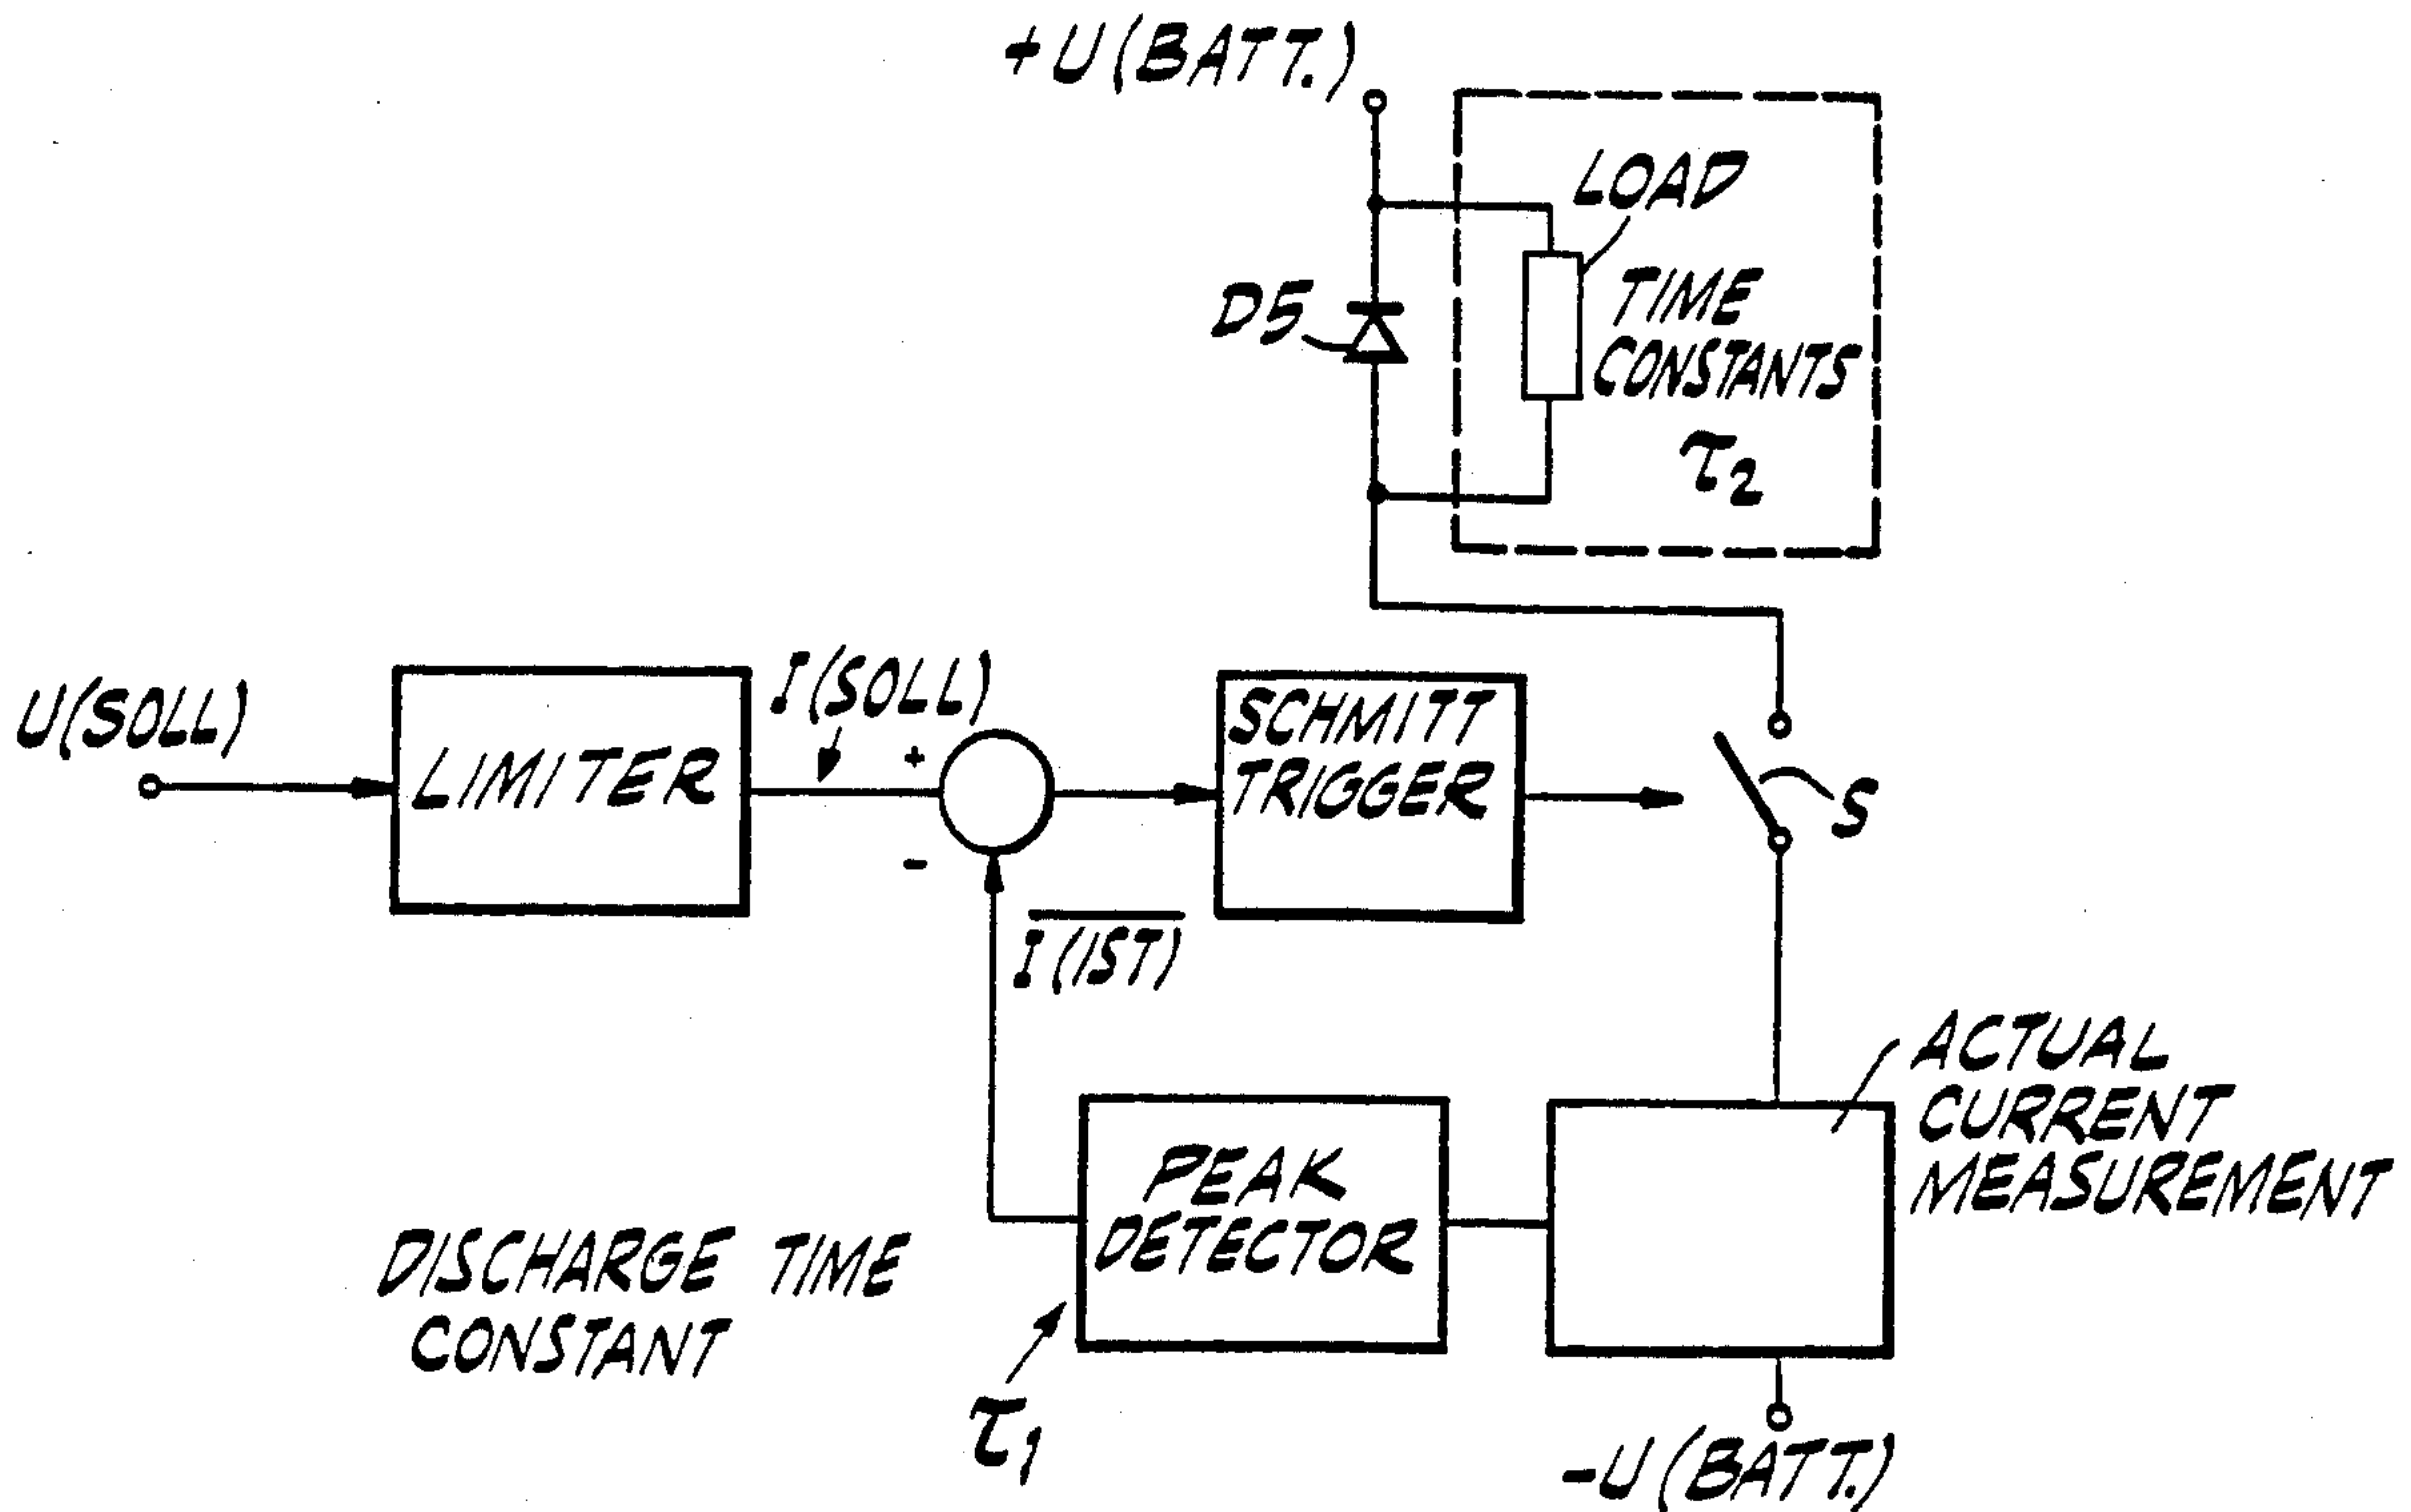 +U(BATT.)
LOAD
D5
TIME
CONSTANTS
τ2
U(SOLL)
LIMITER
I(SOLL)
+
-
SCHMITT
TRIGGER
S
I(IST)
ACTUAL
CURRENT
MEASUREMENT
PEAK
DETECTOR
DISCHARGE TIME
CONSTANT
τ1
-U(BATT.)